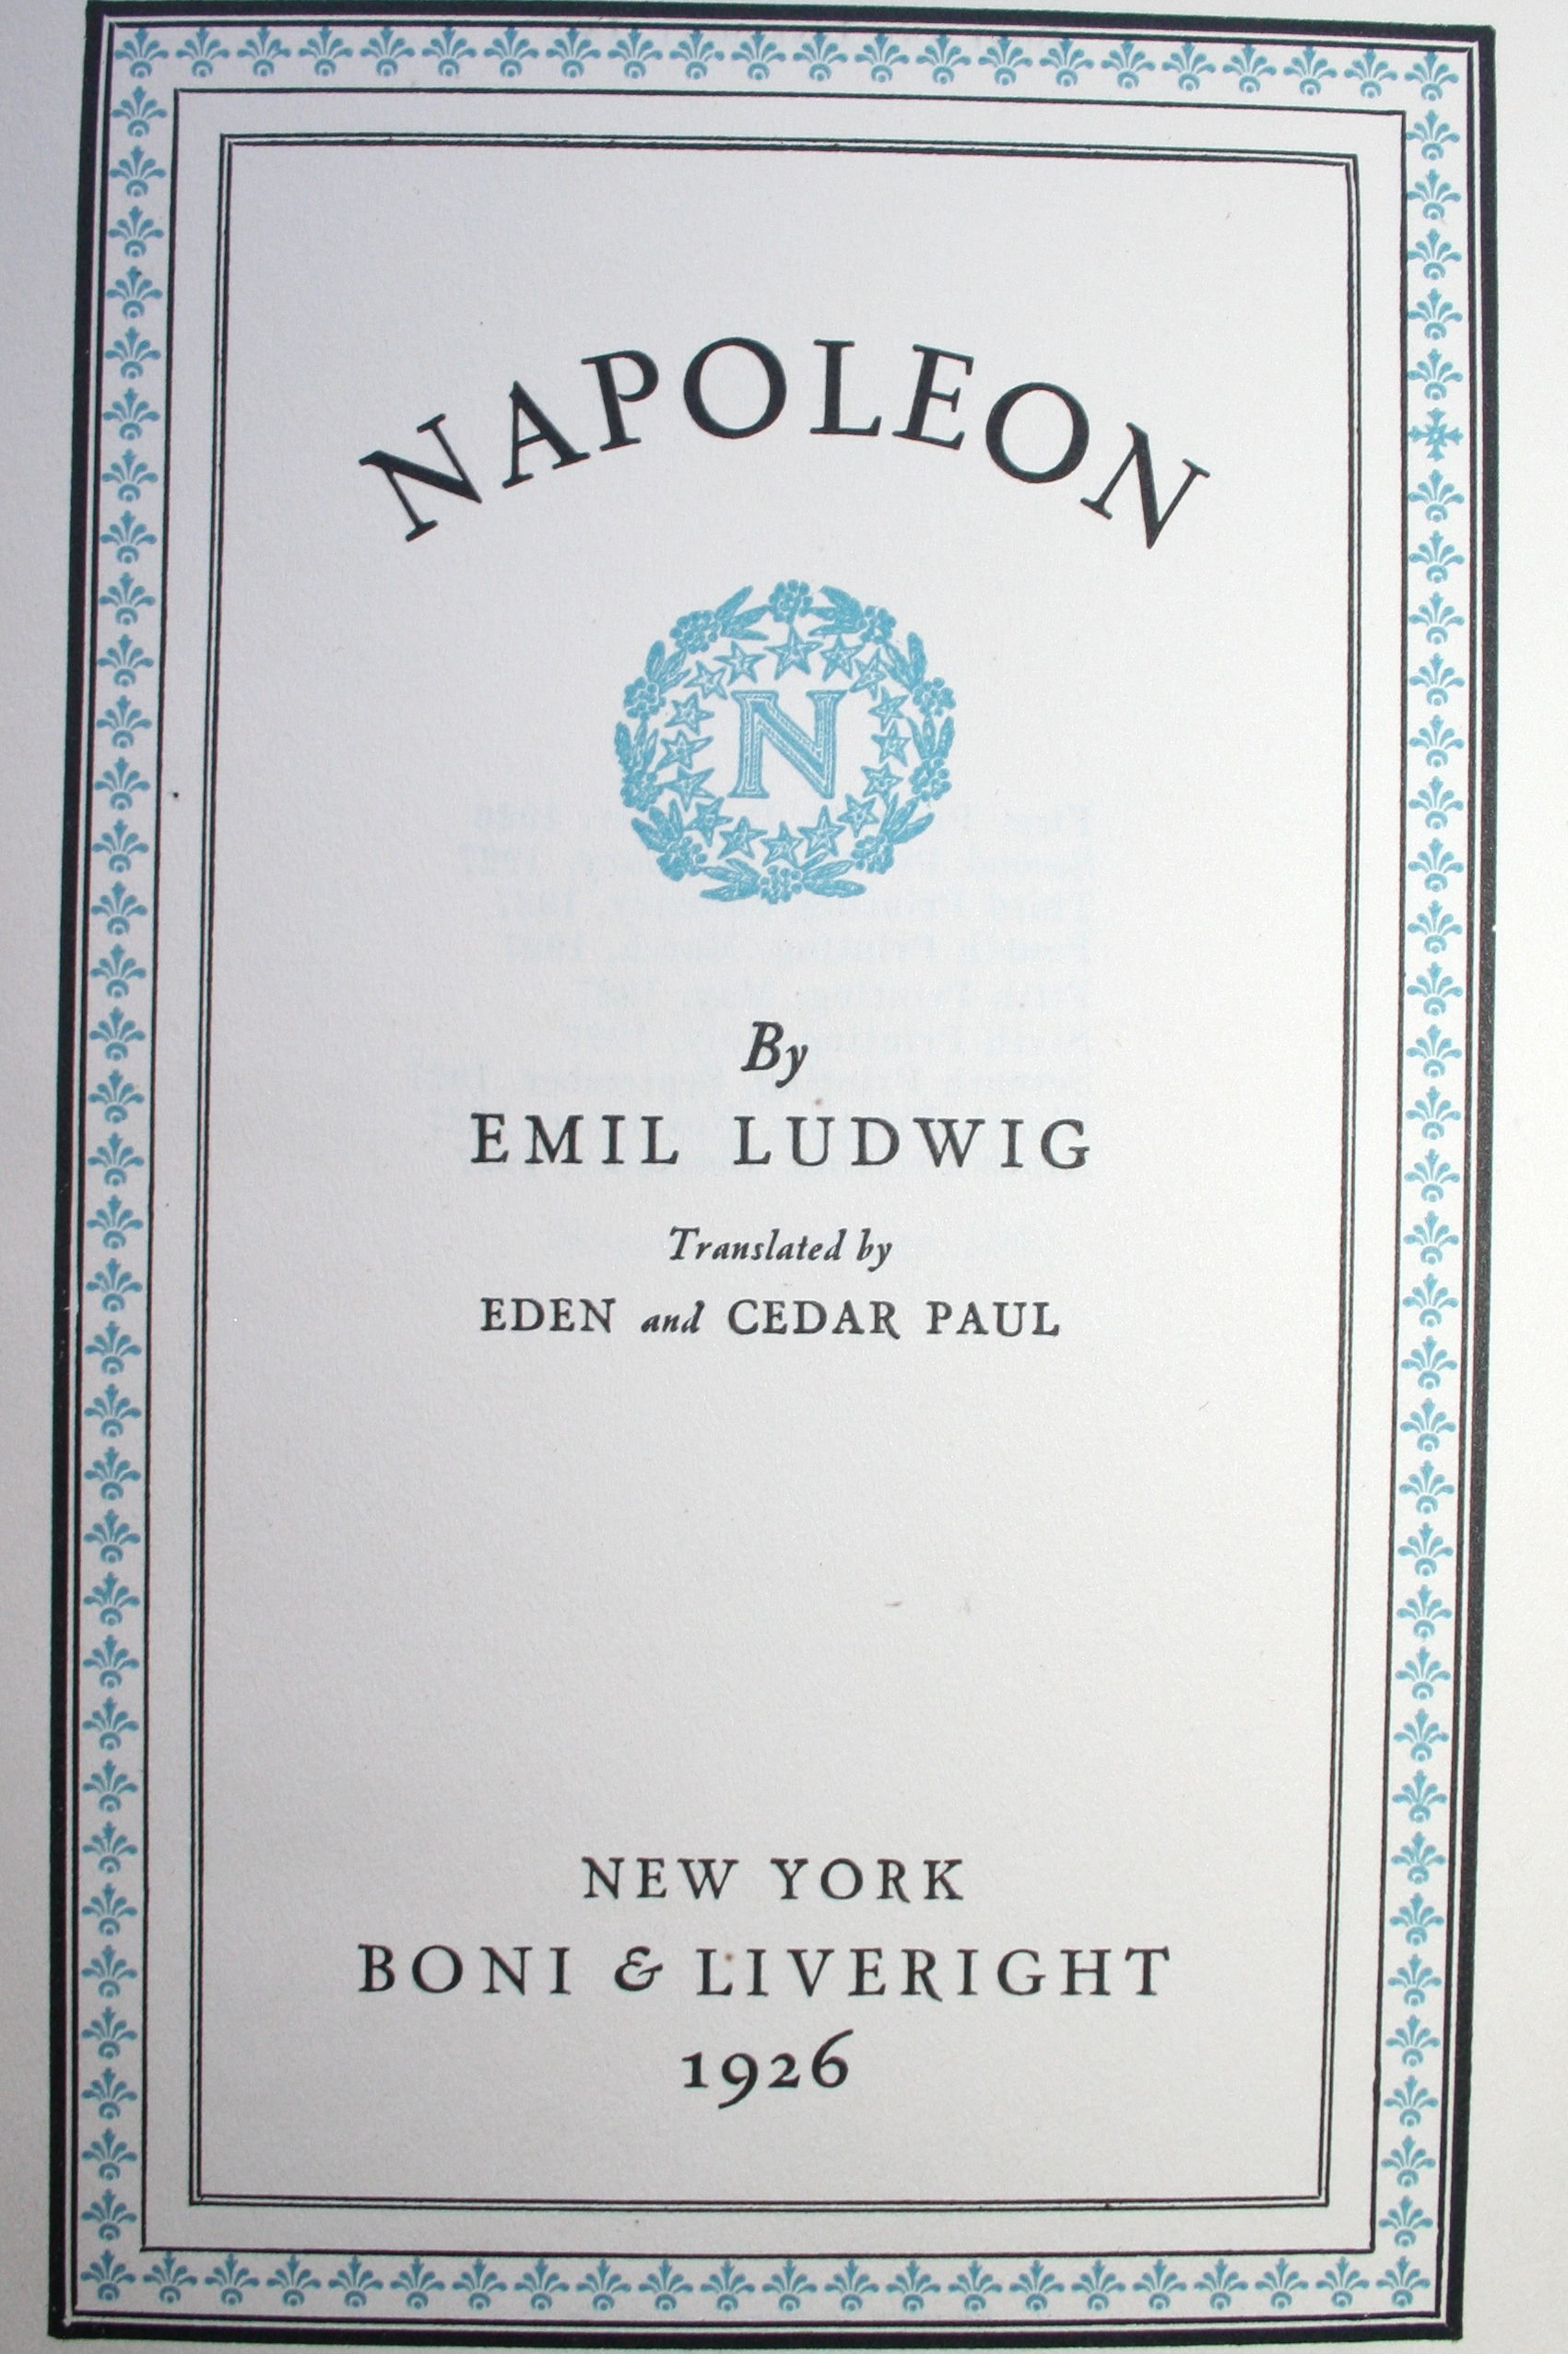 NAPOLEON
N
By
EMIL LUDWIG
Translated by
EDEN and CEDAR PAUL
NEW YORK
BONI & LIVERIGHT
1926